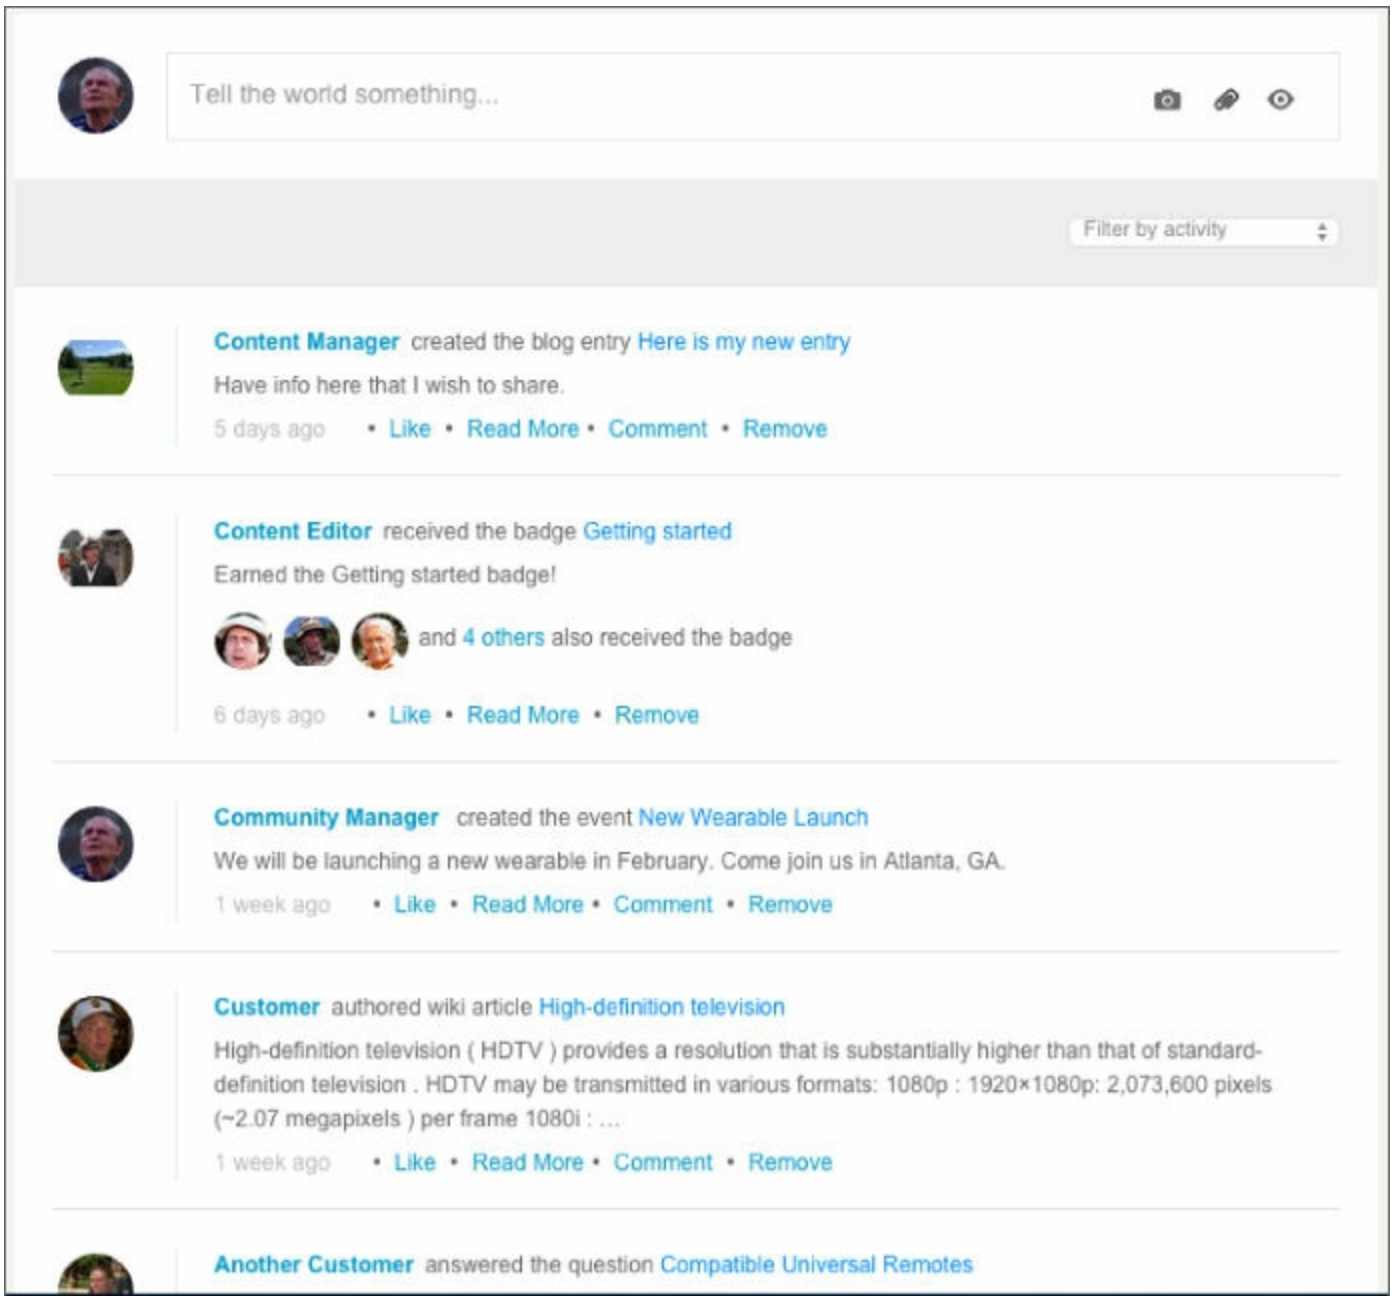 Tell the world something...
Filter by activity
Content Manager created the blog entry Here is my new entry
Have info here that I wish to share.
5 days ago • Like • Read More • Comment • Remove
Content Editor received the badge Getting started
Earned the Getting started badge!
and 4 others also received the badge
6 days ago • Like • Read More • Remove
Community Manager created the event New Wearable Launch
We will be launching a new wearable in February. Come join us in Atlanta, GA.
1 week ago • Like • Read More • Comment • Remove
Customer authored wiki article High-definition television
High-definition television ( HDTV ) provides a resolution that is substantially higher than that of standard-
definition television . HDTV may be transmitted in various formats: 1080p : 1920×1080p: 2,073,600 pixels
(~2.07 megapixels ) per frame 1080i : ...
1 week ago • Like • Read More • Comment • Remove
Another Customer answered the question Compatible Universal Remotes